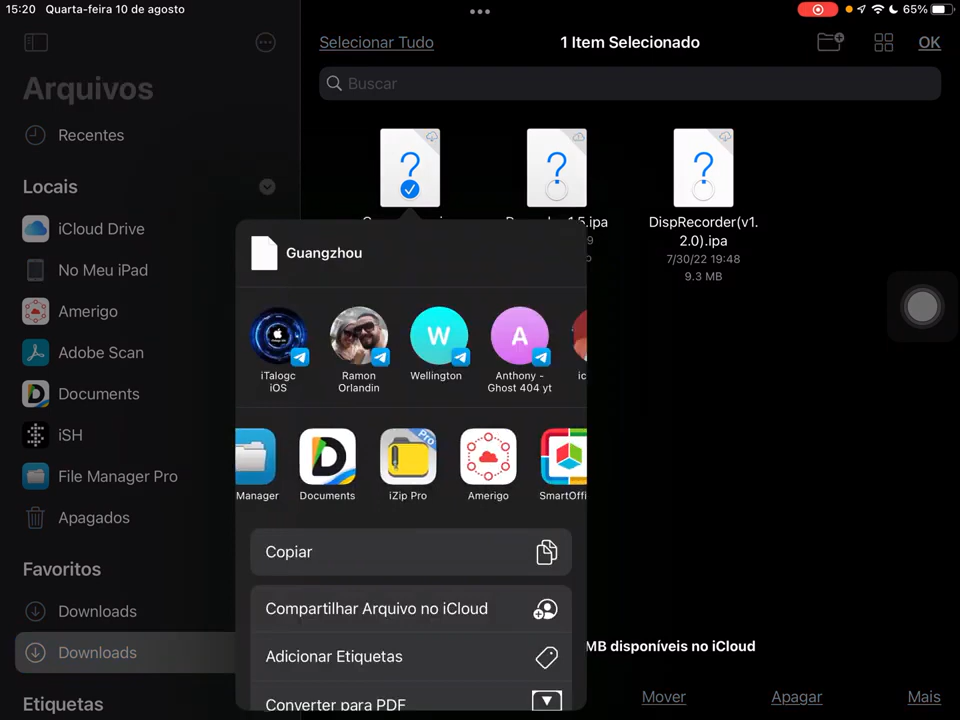 15:20 Quarta-feira 10 de agosto
65%
Arquivos
Recentes
Locais
iCloud Drive
No Meu iPad
Amerigo
Adobe Scan
Documents
iSH
File Manager Pro
Apagados
Favoritos
Downloads
Downloads
Etiquetas
Selecionar Tudo
1 Item Selecionado
OK
Buscar
DispRecorder(v1.
2.0).ipa
7/30/22 19:48
9.3 MB
Guangzhou
iTalogc
iOS
Ramon
Orlandin
W
Wellington
A
Anthony -
Ghost 404 yt
ic
Manager
Documents
Pro
iZip Pro
Amerigo
SmartOffi
Copiar
Compartilhar Arquivo no iCloud
Adicionar Etiquetas
Converter para PDF
MB disponíveis no iCloud
Mover
Apagar
Mais